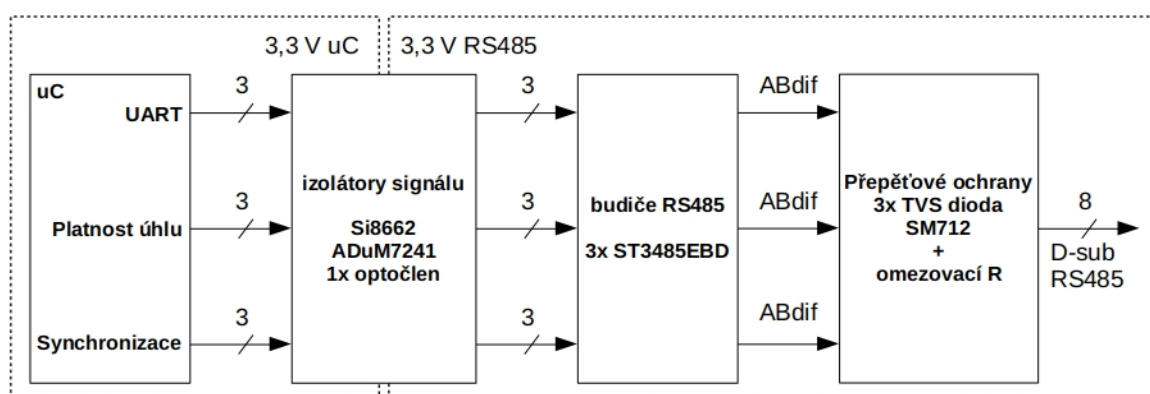 3,3 V uC
3,3 V RS485
uC
UART
Platnost úhlu
Synchronizace
3
3
3
izolátory signálu
Si8662
ADuM7241
1x optočlen
3
3
3
budiče RS485
3x ST3485EBD
ABdif
ABdif
ABdif
Přepěťové ochrany
3x TVS dioda
SM712
+
omezovací R
8
D-sub
RS485